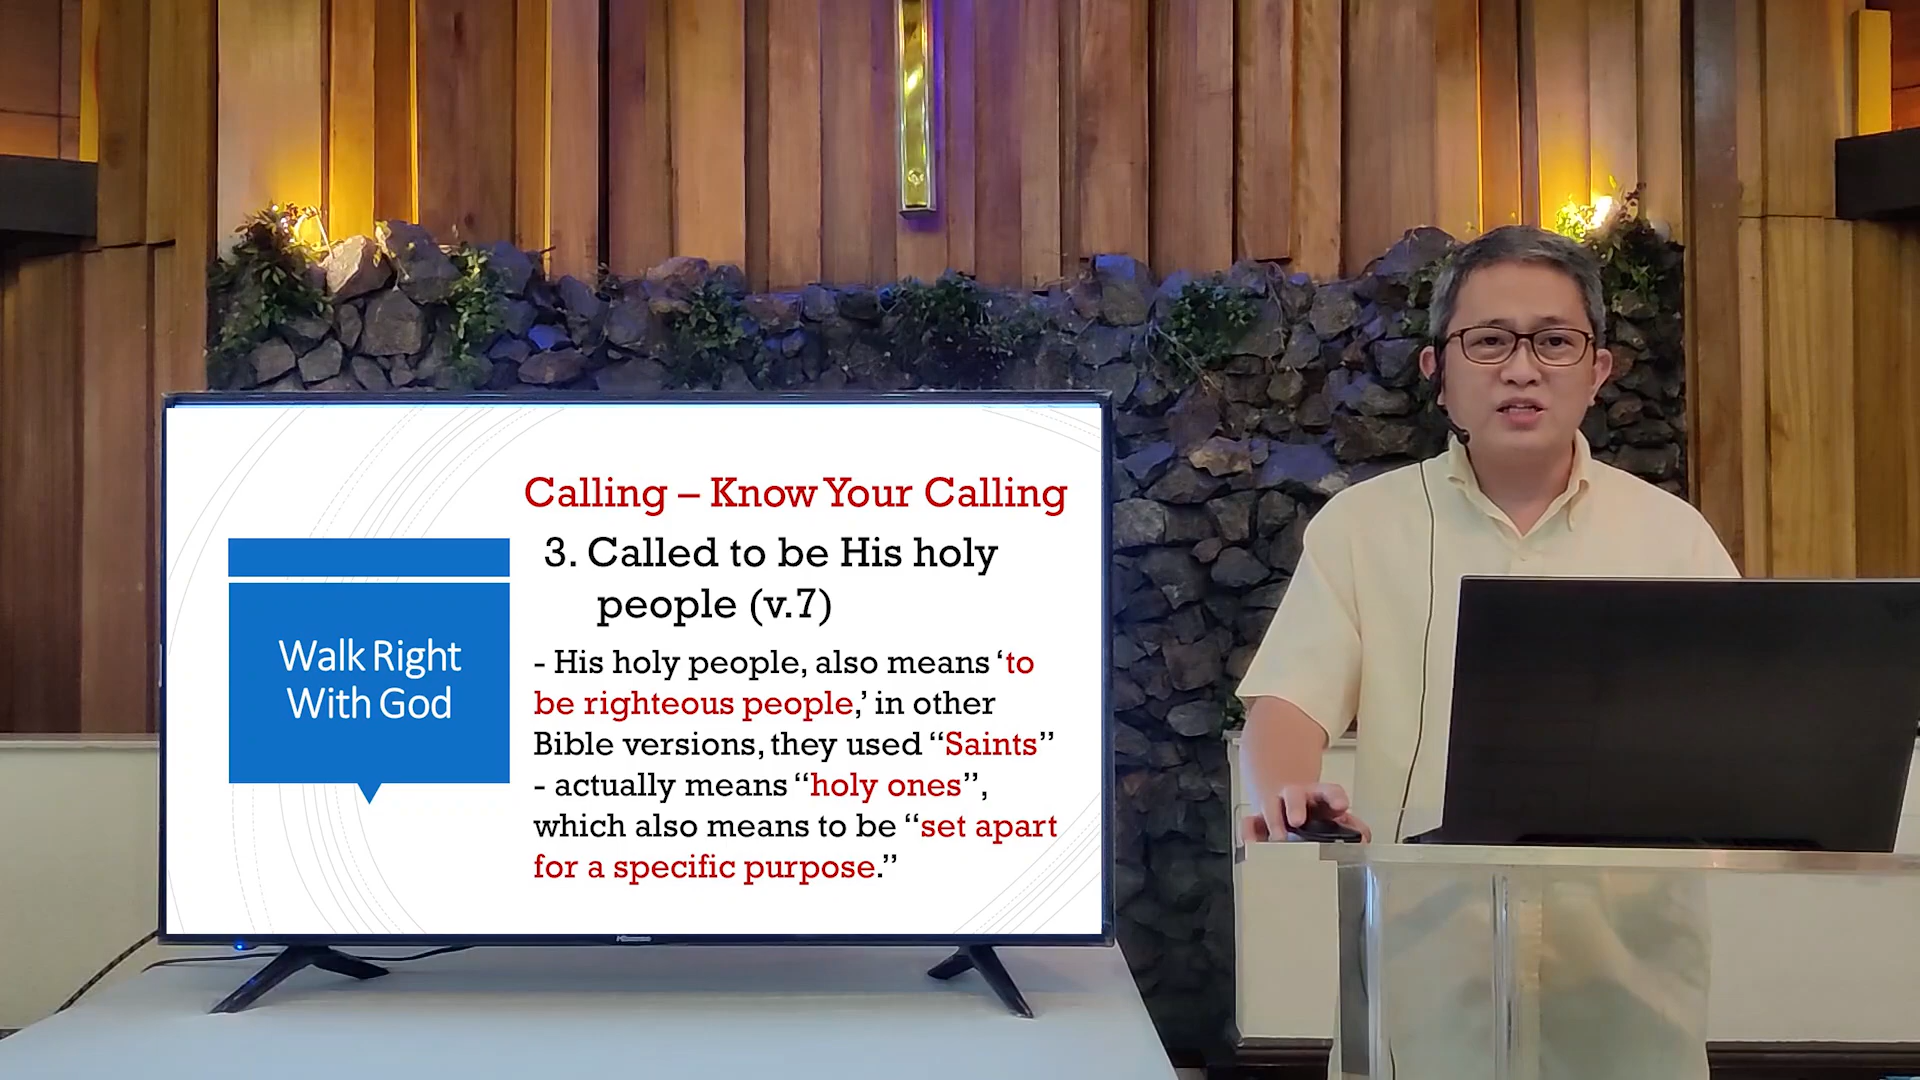 Calling – Know Your Calling
3. Called to be His holy
people (v.7)
Walk Right
With God
- His holy people, also means ‘to
be righteous people,’ in other
Bible versions, they used “Saints”
- actually means “holy ones”,
which also means to be “set apart
for a specific purpose.”
Hisense